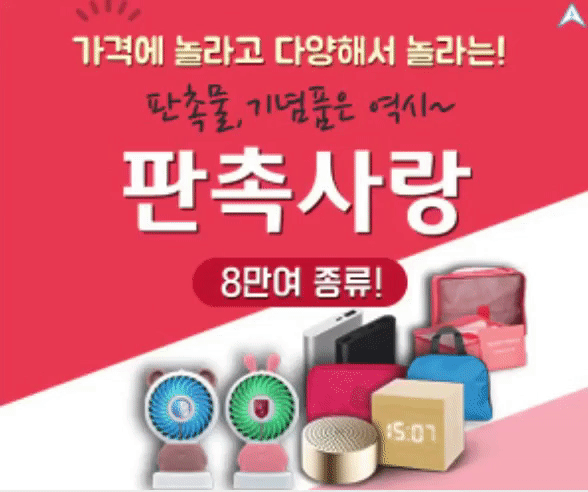 가격에 놀라고 다양해서 놀라는!
판촉물,기념품은 역시~
판촉사랑
8만여 종류!
15:07